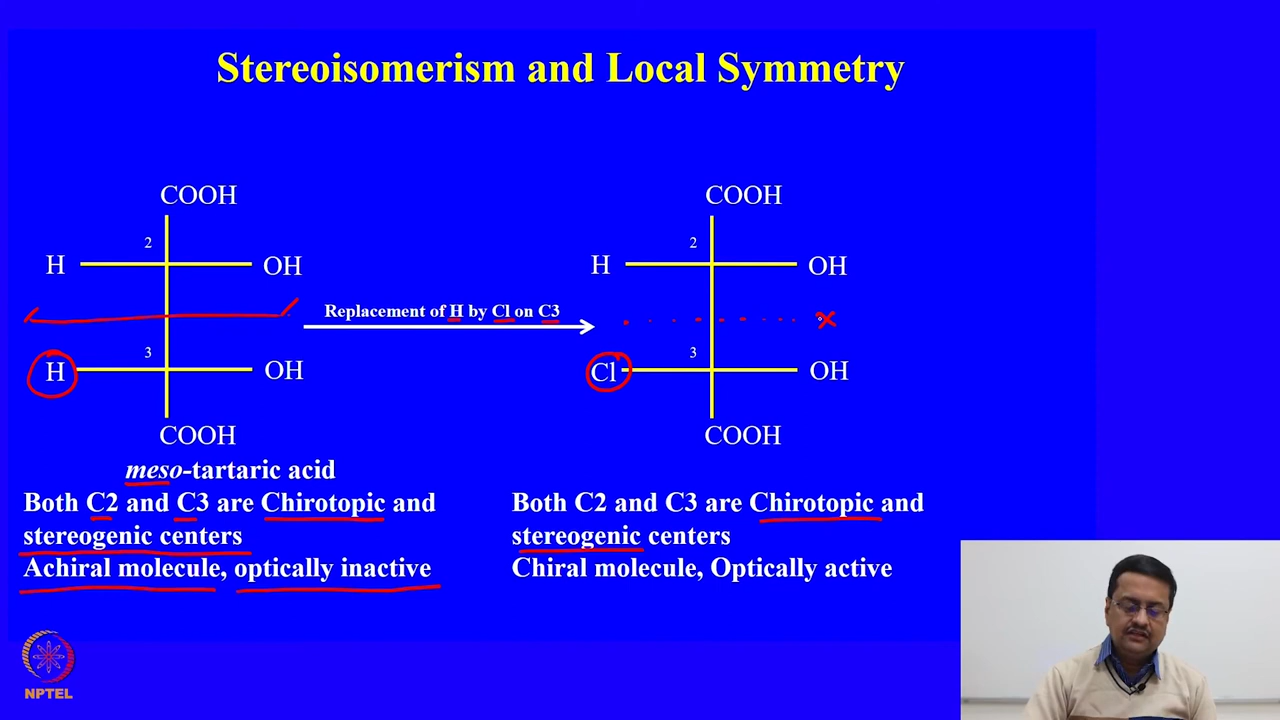 Stereoisomerism and Local Symmetry
COOH
2
H OH
3
H OH
COOH
meso-tartaric acid
Both C2 and C3 are Chirotopic and
stereogenic centers
Achiral molecule, optically inactive
Replacement of H by Cl on C3
COOH
2
H OH
3
Cl OH
COOH
Both C2 and C3 are Chirotopic and
stereogenic centers
Chiral molecule, Optically active
NPTEL